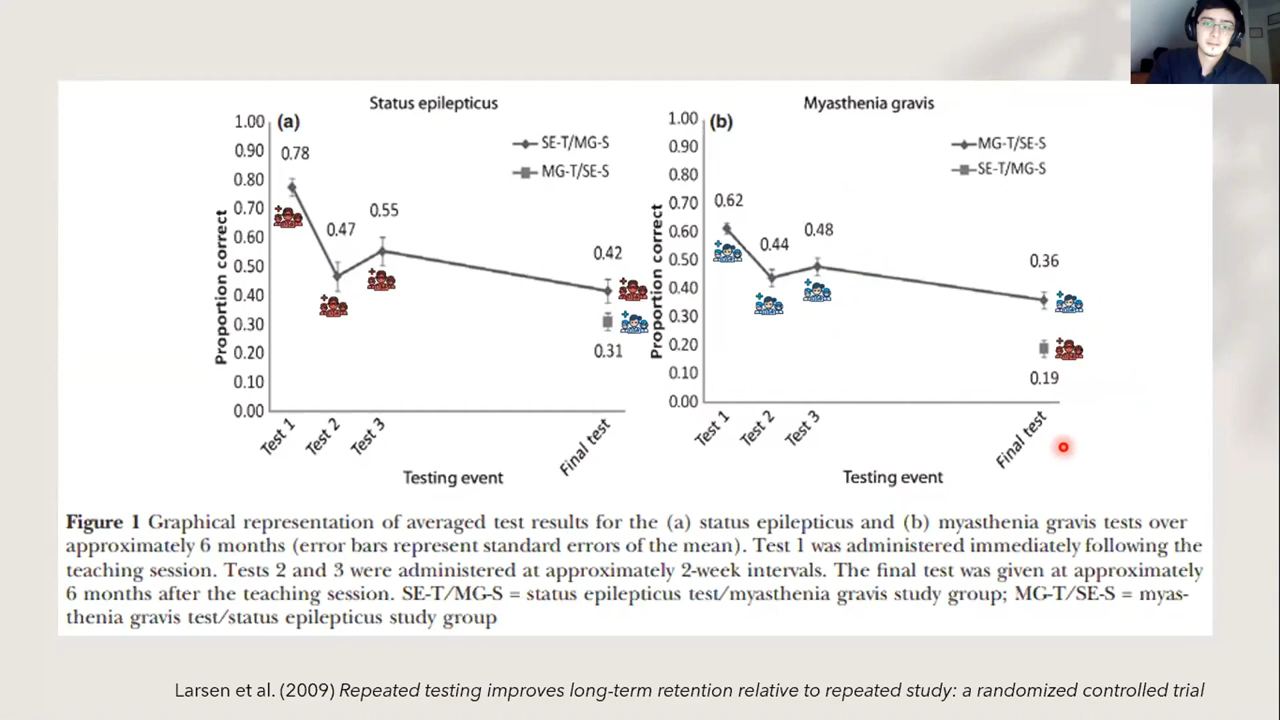 Status epilepticus
(a)
SE-T/MG-S
MG-T/SE-S
Proportion correct
1.00
0.90
0.80
0.70
0.60
0.50
0.40
0.30
0.20
0.10
0.00
0.78
0.47
0.55
0.42
0.31
Test 1
Test 2
Test 3
Final test
Testing event
Myasthenia gravis
(b)
MG-T/SE-S
SE-T/MG-S
Proportion correct
1.00
0.90
0.80
0.70
0.60
0.50
0.40
0.30
0.20
0.10
0.00
0.62
0.44
0.48
0.36
0.19
Test 1
Test 2
Test 3
Final test
Testing event
Figure 1 Graphical representation of averaged test results for the (a) status epilepticus and (b) myasthenia gravis tests over
approximately 6 months (error bars represent standard errors of the mean). Test 1 was administered immediately following the
teaching session. Tests 2 and 3 were administered at approximately 2-week intervals. The final test was given at approximately
6 months after the teaching session. SE-T/MG-S = status epilepticus test/myasthenia gravis study group; MG-T/SE-S = myas-
thenia gravis test/status epilepticus study group
Larsen et al. (2009) Repeated testing improves long-term retention relative to repeated study: a randomized controlled trial